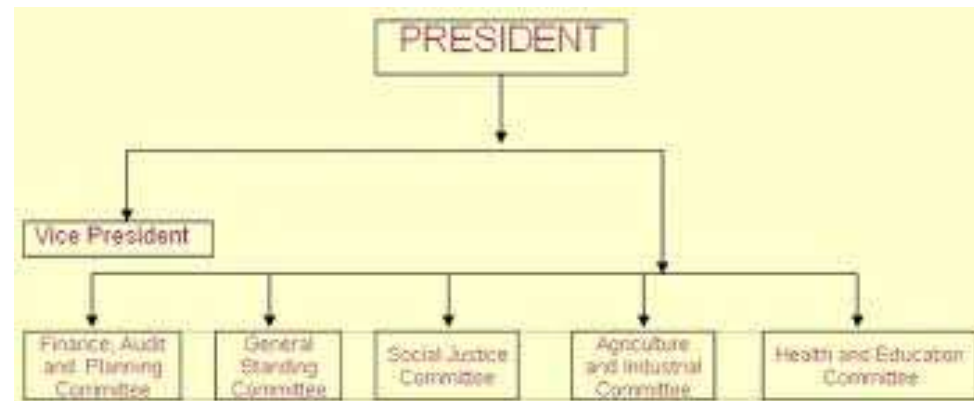 PRESIDENT
Vice President
Finance, Audit
and Planning
Committee
General
Standing
Committee
Social Justice
Committee
Agriculture
and Industrial
Committee
Health and Education
Committee